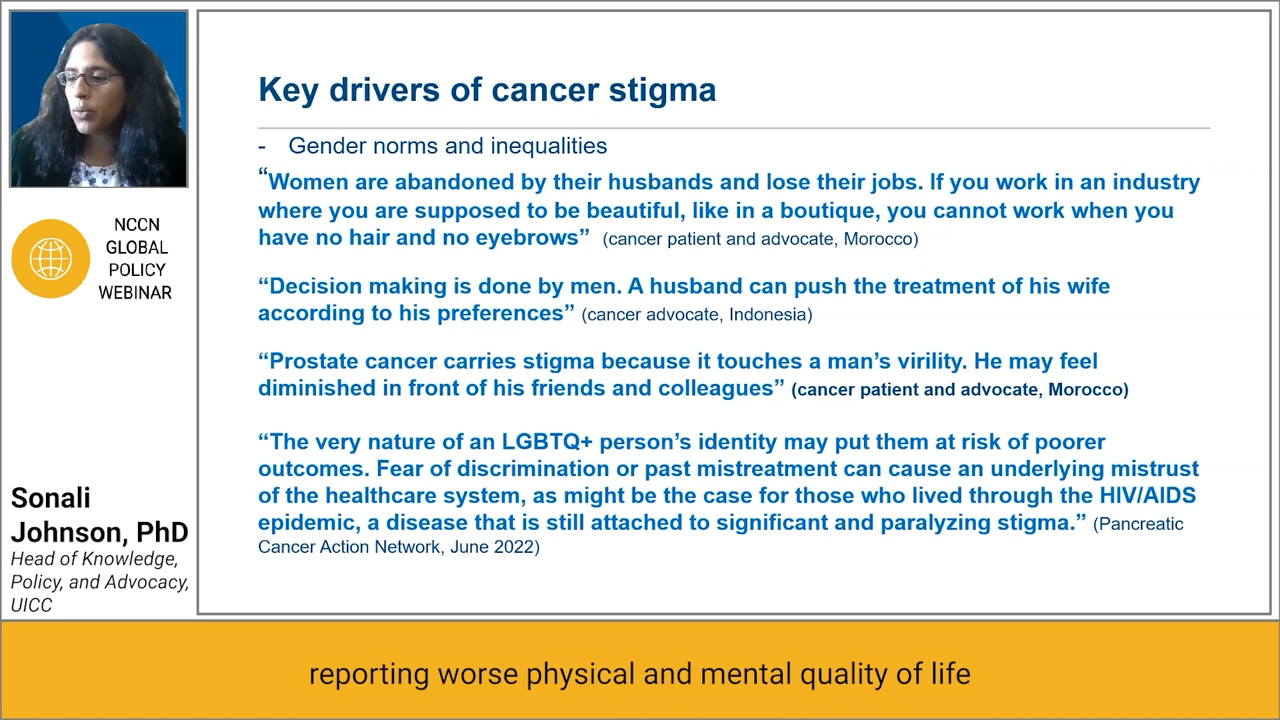 NCCN
GLOBAL
POLICY
WEBINAR
Sonali
Johnson, PhD
Head of Knowledge,
Policy, and Advocacy,
UICC
Key drivers of cancer stigma
- Gender norms and inequalities
“Women are abandoned by their husbands and lose their jobs. If you work in an industry
where you are supposed to be beautiful, like in a boutique, you cannot work when you
have no hair and no eyebrows” (cancer patient and advocate, Morocco)
“Decision making is done by men. A husband can push the treatment of his wife
according to his preferences” (cancer advocate, Indonesia)
“Prostate cancer carries stigma because it touches a man’s virility. He may feel
diminished in front of his friends and colleagues” (cancer patient and advocate, Morocco)
“The very nature of an LGBTQ+ person’s identity may put them at risk of poorer
outcomes. Fear of discrimination or past mistreatment can cause an underlying mistrust
of the healthcare system, as might be the case for those who lived through the HIV/AIDS
epidemic, a disease that is still attached to significant and paralyzing stigma.” (Pancreatic
Cancer Action Network, June 2022)
reporting worse physical and mental quality of life